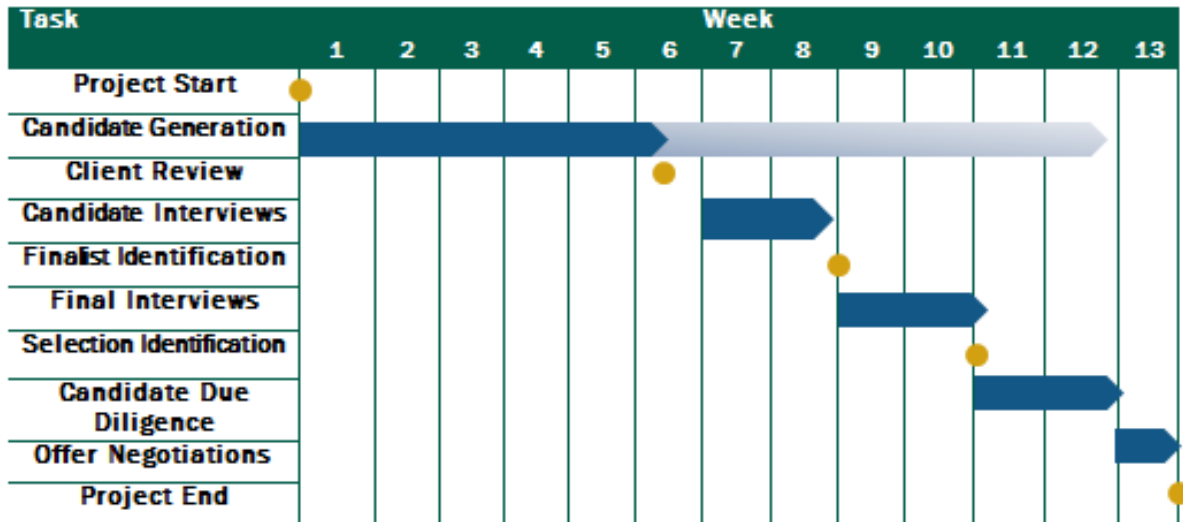 Task Week
1 2 3 4 5 6 7 8 9 10 11 12 13
Project Start
Candidate Generation
Client Review
Candidate Interviews
Finalist Identification
Final Interviews
Selection Identification
Candidate Due
Diligence
Offer Negotiations
Project End